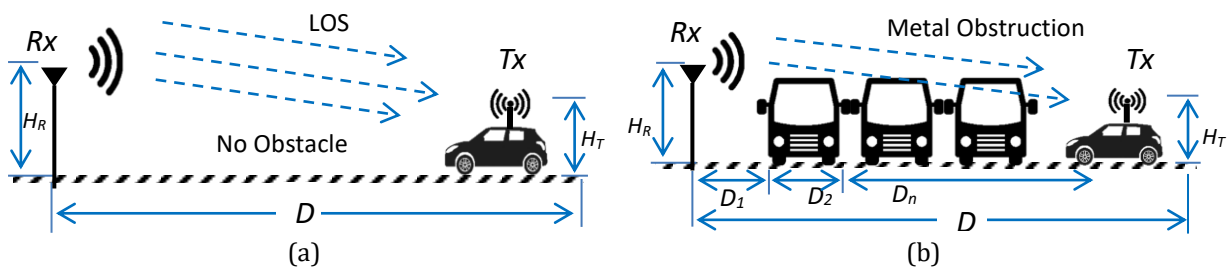 LOS
Rx
Tx
H_R
No Obstacle
H_T
D
(a)
Metal Obstruction
Rx
Tx
H_R
H_T
D_1
D_2
D_n
D
(b)